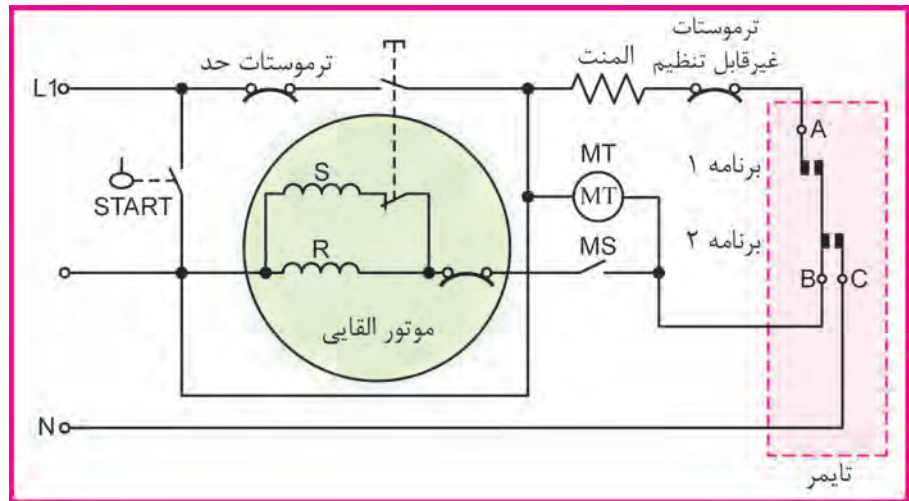 ترموستات
غیرقابل تنظیم
المنت
ترموستات حد
L1
A
برنامه ۱
MT
MT
START
S
برنامه ۲
MS
R
B C
موتور القایی
N
تایمر